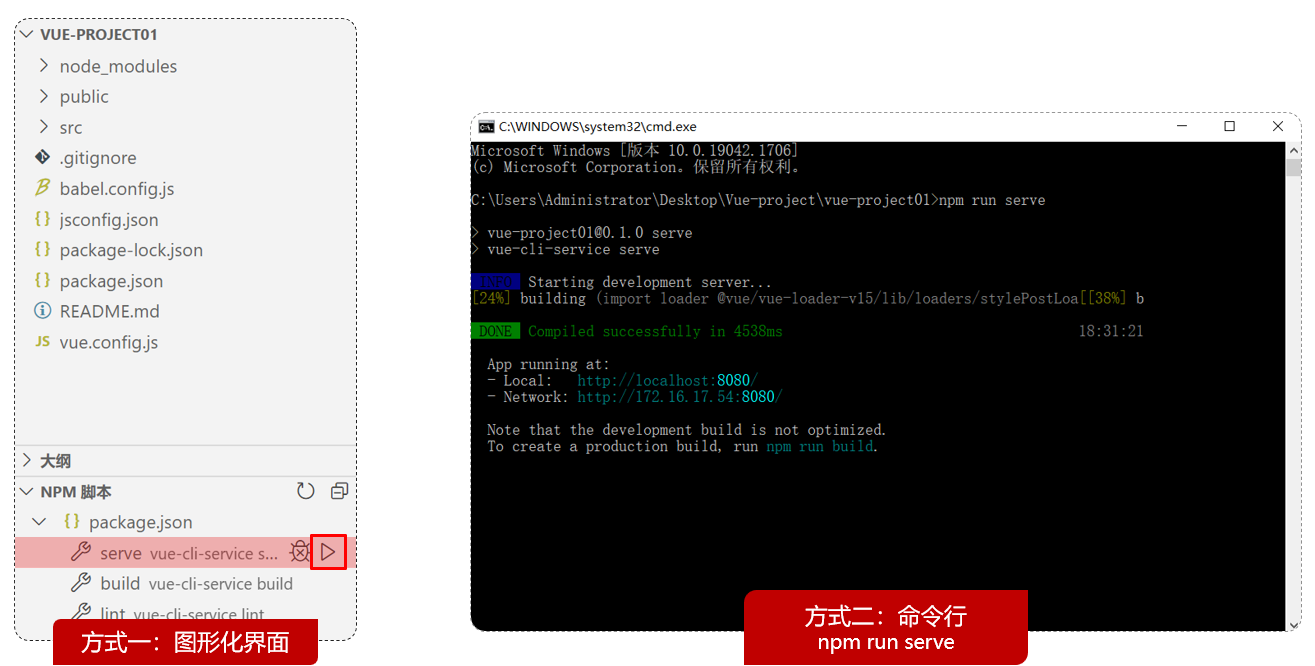 VUE-PROJECT01
node_modules
public
src
.gitignore
babel.config.js
jsconfig.json
package-lock.json
package.json
README.md
JS vue.config.js
大纲
NPM 脚本
package.json
serve vue-cli-service s...
build vue-cli-service build
lint vue-cli-service lint
方式一：图形化界面
C:\WINDOWS\system32\cmd.exe
Microsoft Windows [版本 10.0.19042.1706]
(c) Microsoft Corporation。保留所有权利。
C:\Users\Administrator\Desktop\Vue-project\vue-project01>npm run serve
> vue-project01@0.1.0 serve
> vue-cli-service serve
INFO Starting development server...
[24%] building (import loader @vue/vue-loader-v15/lib/loaders/stylePostLoa[[38%] b
DONE Compiled successfully in 4538ms 18:31:21
App running at:
- Local: http://localhost:8080/
- Network: http://172.16.17.54:8080/
Note that the development build is not optimized.
To create a production build, run npm run build.
方式二：命令行
npm run serve